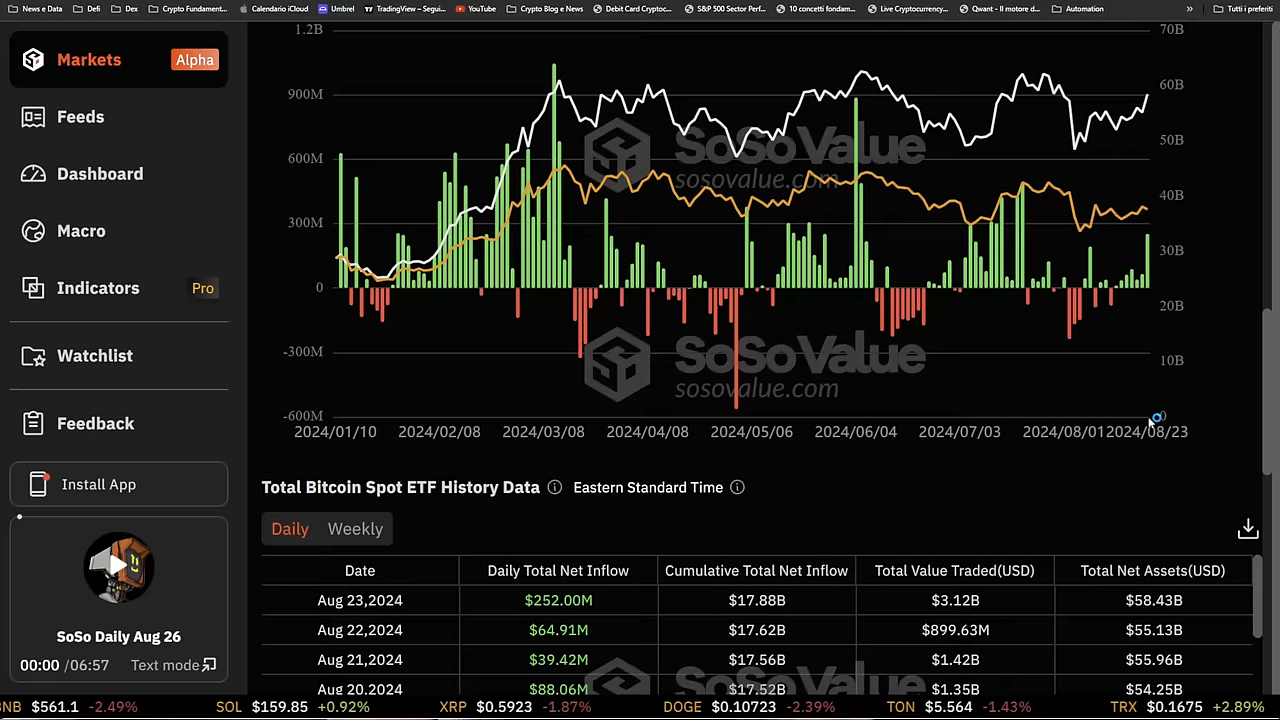 News e Data Defi Dex Crypto Fundament... Calendario iCloud Umbrel TradingView – Segui... YouTube Crypto Blog e News Debit Card Cryptoc... S&P 500 Sector Perf... 10 concetti fondam... Live Cryptocurrency... Qwant - Il motore d... Automation » Tutti i preferiti
Markets Alpha
Feeds
Dashboard
Macro
Indicators Pro
Watchlist
Feedback
Install App
SoSo Daily Aug 26
00:00 /06:57 Text mode
1.2B 70B
900M 60B
600M 50B
300M 40B
0 30B
-300M 20B
-600M 10B
0
SoSoValue
sosovalue.com
SoSoValue
sosovalue.com
2024/01/10 2024/02/08 2024/03/08 2024/04/08 2024/05/06 2024/06/04 2024/07/03 2024/08/01 2024/08/23
Total Bitcoin Spot ETF History Data Eastern Standard Time
Daily Weekly
Date Daily Total Net Inflow Cumulative Total Net Inflow Total Value Traded(USD) Total Net Assets(USD)
Aug 23,2024 $252.00M $17.88B $3.12B $58.43B
Aug 22,2024 $64.91M $17.62B $899.63M $55.13B
Aug 21,2024 $39.42M $17.56B $1.42B $55.96B
Aug 20,2024 $88.06M $17.52B $1.35B $54.25B
SoSoValue
BNB $561.1 -2.49% SOL $159.85 +0.92% XRP $0.5923 -1.87% DOGE $0.10723 -2.39% TON $5.564 -1.43% TRX $0.1675 +2.89%